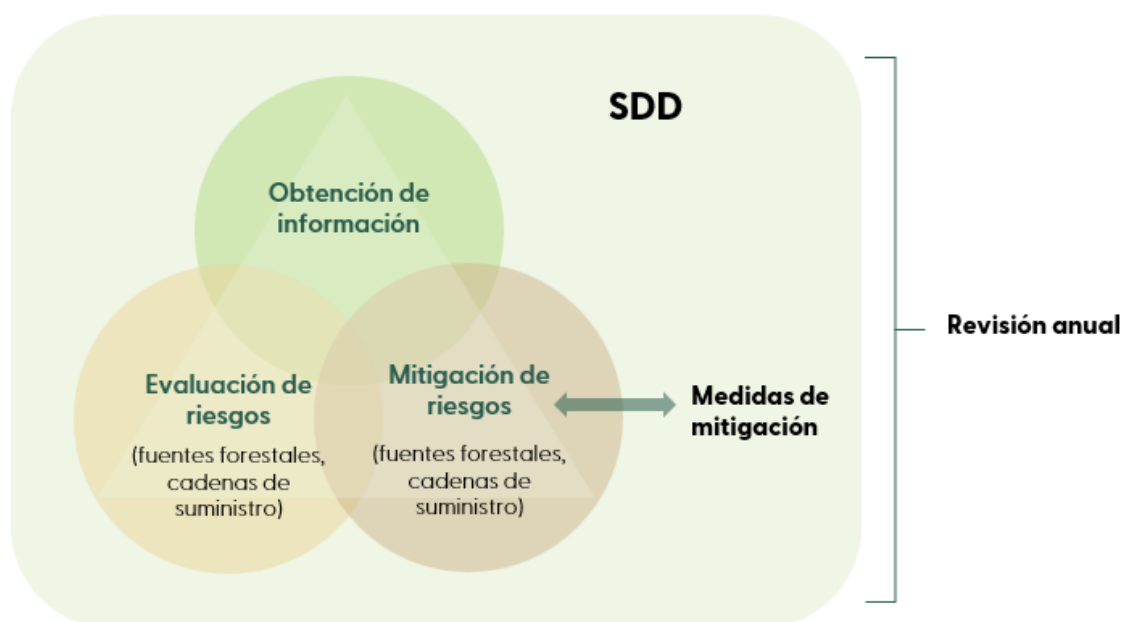 SDD
Obtención de
información
Evaluación de
riesgos
(fuentes forestales,
cadenas de
suministro)
Mitigación de
riesgos
(fuentes forestales,
cadenas de
suministro)
Medidas de
mitigación
Revisión anual